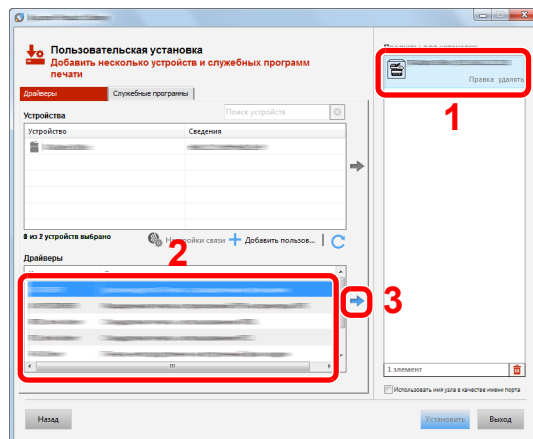 Пользовательская установка
Добавить несколько устройств и служебных программ
печати
Драйверы
Служебные программы
Устройства
Поиск устройств
Устройство
Сведения
из 2 устройств выбрано
Настройки связи
Добавить пользов...
Драйверы
Правка удалять
1
2
3
1 элемент
Использовать имя узла в качестве имени порта
Назад
Установить
Выход